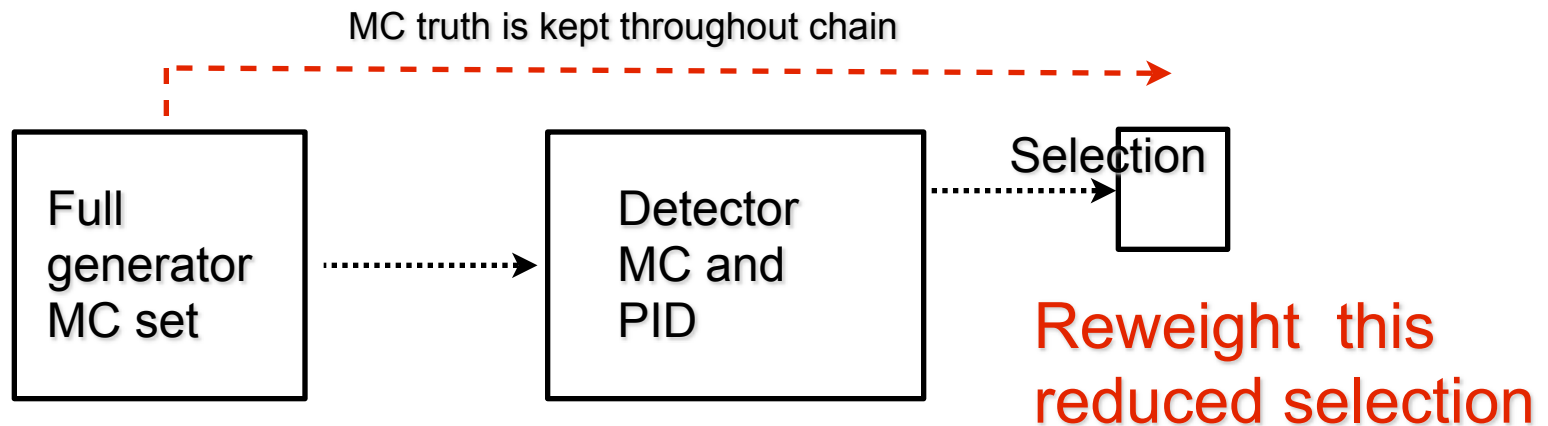 MC truth is kept throughout chain
Full
generator
MC set
Detector
MC and
PID
Selection
Reweight this
reduced selection